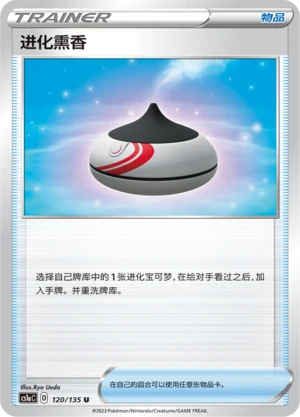 TRAINER
物品
进化熏香
选择自己牌库中的1张进化宝可梦,在给对手看过之后,加
入手牌。并重洗牌库。
Illus.Ryo Ueda
CS1aC D 120/135 U
在自己的回合可以使用任意张物品卡。
©2023 Pokémon/Nintendo/Creatures/GAME FREAK.